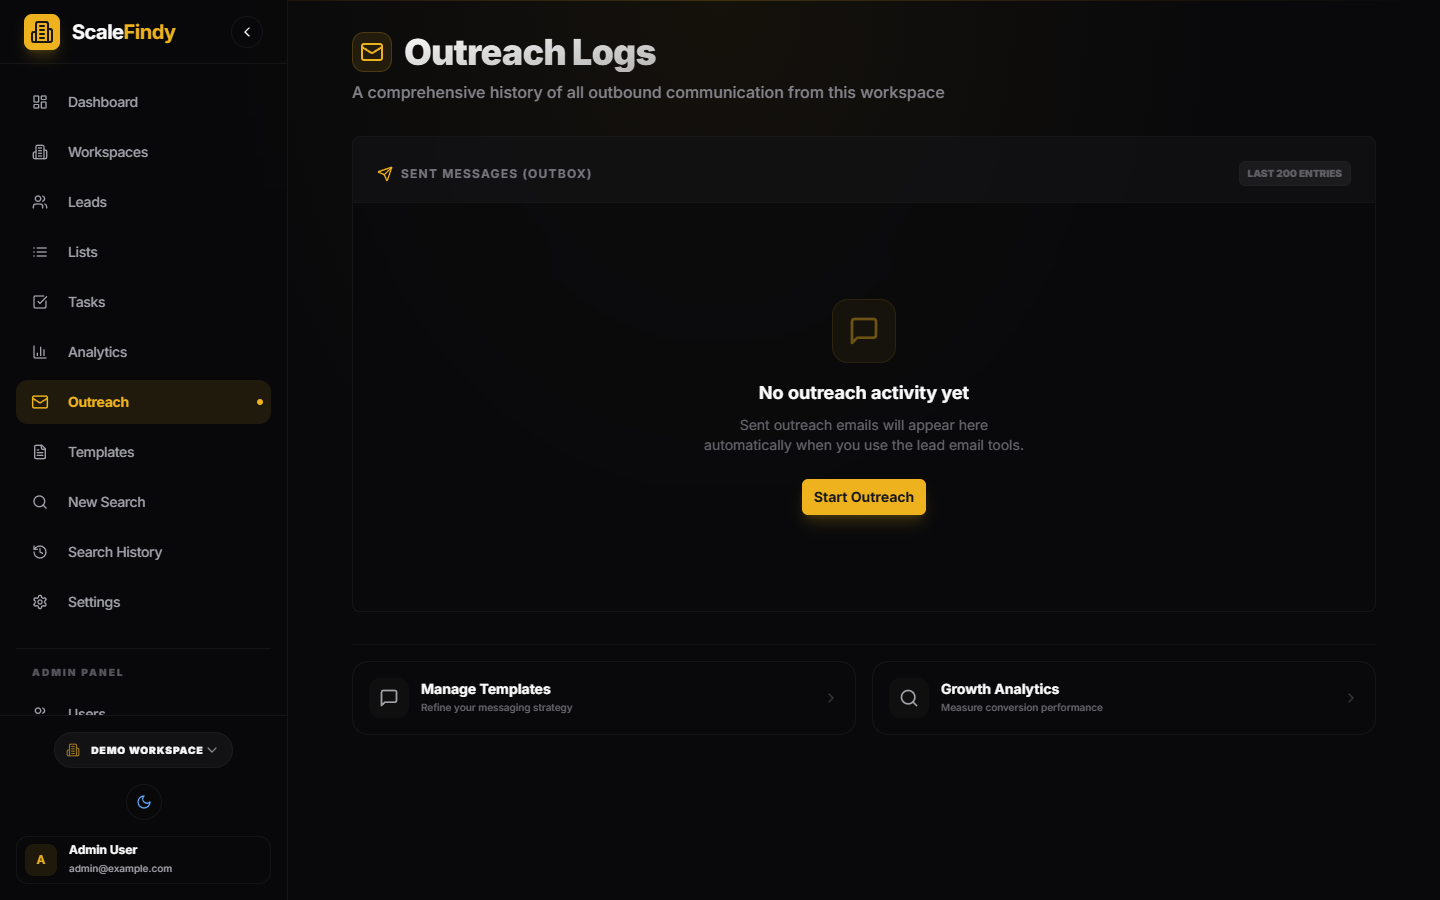 ScaleFindy
Dashboard
Workspaces
Leads
Lists
Tasks
Analytics
Outreach
Templates
New Search
Search History
Settings
ADMIN PANEL
Users
DEMO WORKSPACE
A
Admin User
admin@example.com
Outreach Logs
A comprehensive history of all outbound communication from this workspace
SENT MESSAGES (OUTBOX)
LAST 200 ENTRIES
No outreach activity yet
Sent outreach emails will appear here
automatically when you use the lead email tools.
Start Outreach
Manage Templates
Refine your messaging strategy
Growth Analytics
Measure conversion performance